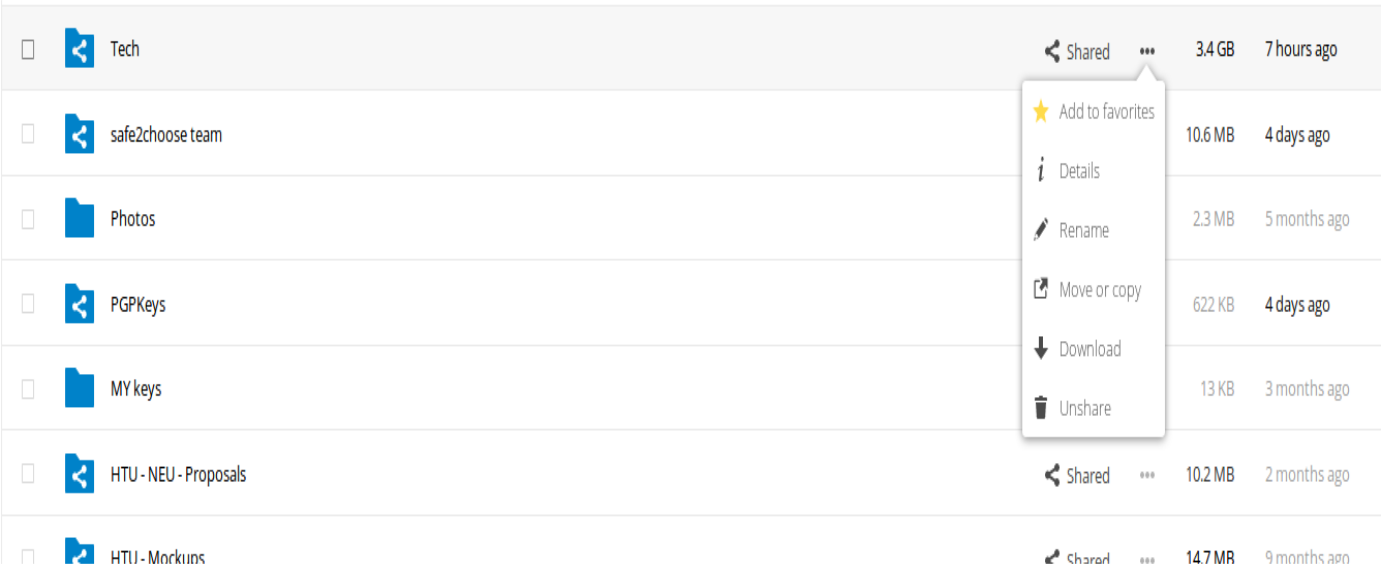 Tech Shared ••• 3.4 GB 7 hours ago
Add to favorites
safe2choose team 10.6 MB 4 days ago
Details
Photos 2.3 MB 5 months ago
Rename
Move or copy
PGPKeys 622 KB 4 days ago
Download
MY keys 13 KB 3 months ago
Unshare
HTU - NEU - Proposals Shared ••• 10.2 MB 2 months ago
HTU - Mockups Shared ••• 14.7 MB 9 months ago